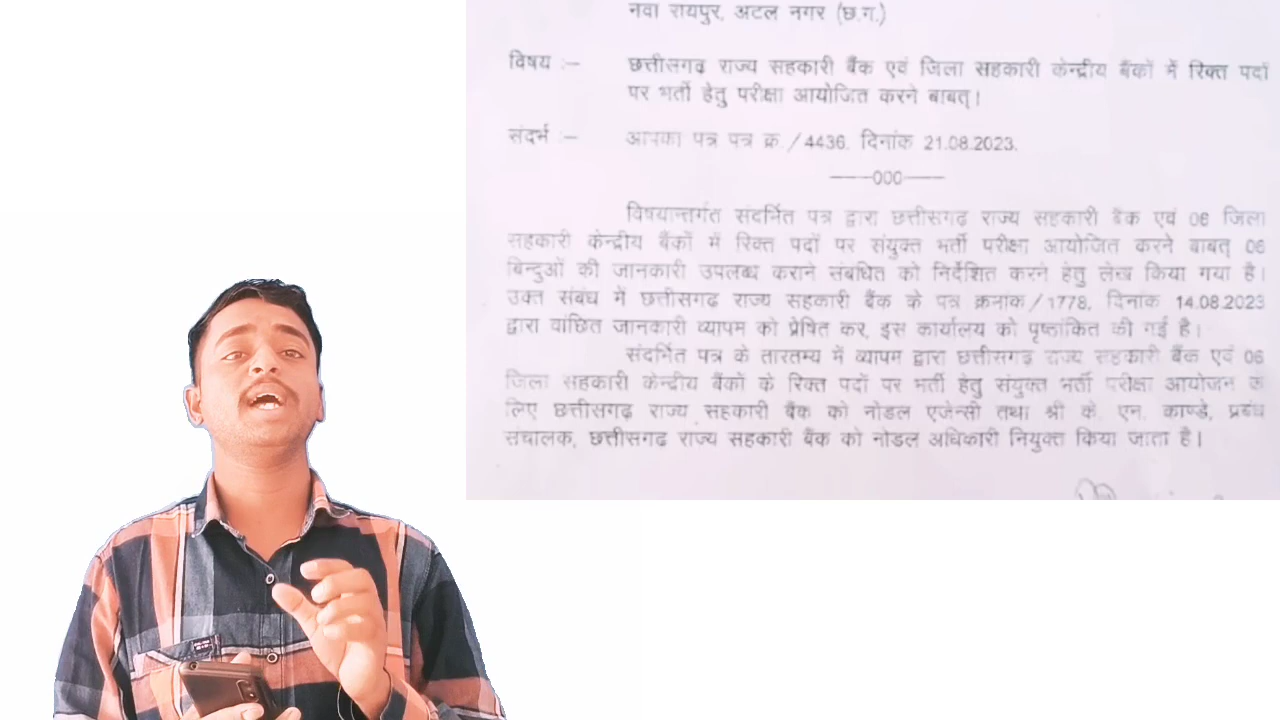 नवा रायपुर, अटल नगर (छ.ग.)
विषय :- छत्तीसगढ़ राज्य सहकारी बैंक एवं जिला सहकारी केन्द्रीय बैंकों में रिक्त पदों
पर भर्ती हेतु परीक्षा आयोजित करने बाबत्।
संदर्भ :- आपका पत्र पत्र क्र /4436, दिनांक 21.08.2023.
----000----
विषयान्तर्गत संदर्भित पत्र द्वारा छत्तीसगढ़ राज्य सहकारी बैंक एवं 06 जिला
सहकारी केन्द्रीय बैंकों में रिक्त पदों पर संयुक्त भर्ती परीक्षा आयोजित करने बाबत् 06
बिन्दुओं की जानकारी उपलब्ध कराने संबंधित को निर्देशित करने हेतु लेख किया गया है।
उक्त संबंध में छत्तीसगढ़ राज्य सहकारी बैंक के पत्र क्रमांक/1778, दिनांक 14.08.2023
द्वारा वांछित जानकारी व्यापम को प्रेषित कर, इस कार्यालय को पृष्ठांकित की गई है।
संदर्भित पत्र के तारतम्य में व्यापम द्वारा छत्तीसगढ़ राज्य सहकारी बैंक एवं 06
जिला सहकारी केन्द्रीय बैंकों के रिक्त पदों पर भर्ती हेतु संयुक्त भर्ती परीक्षा आयोजन के
लिए छत्तीसगढ़ राज्य सहकारी बैंक को नोडल एजेन्सी तथा श्री के. एन. काण्डे, प्रबंध
संचालक, छत्तीसगढ़ राज्य सहकारी बैंक को नोडल अधिकारी नियुक्त किया जाता है।